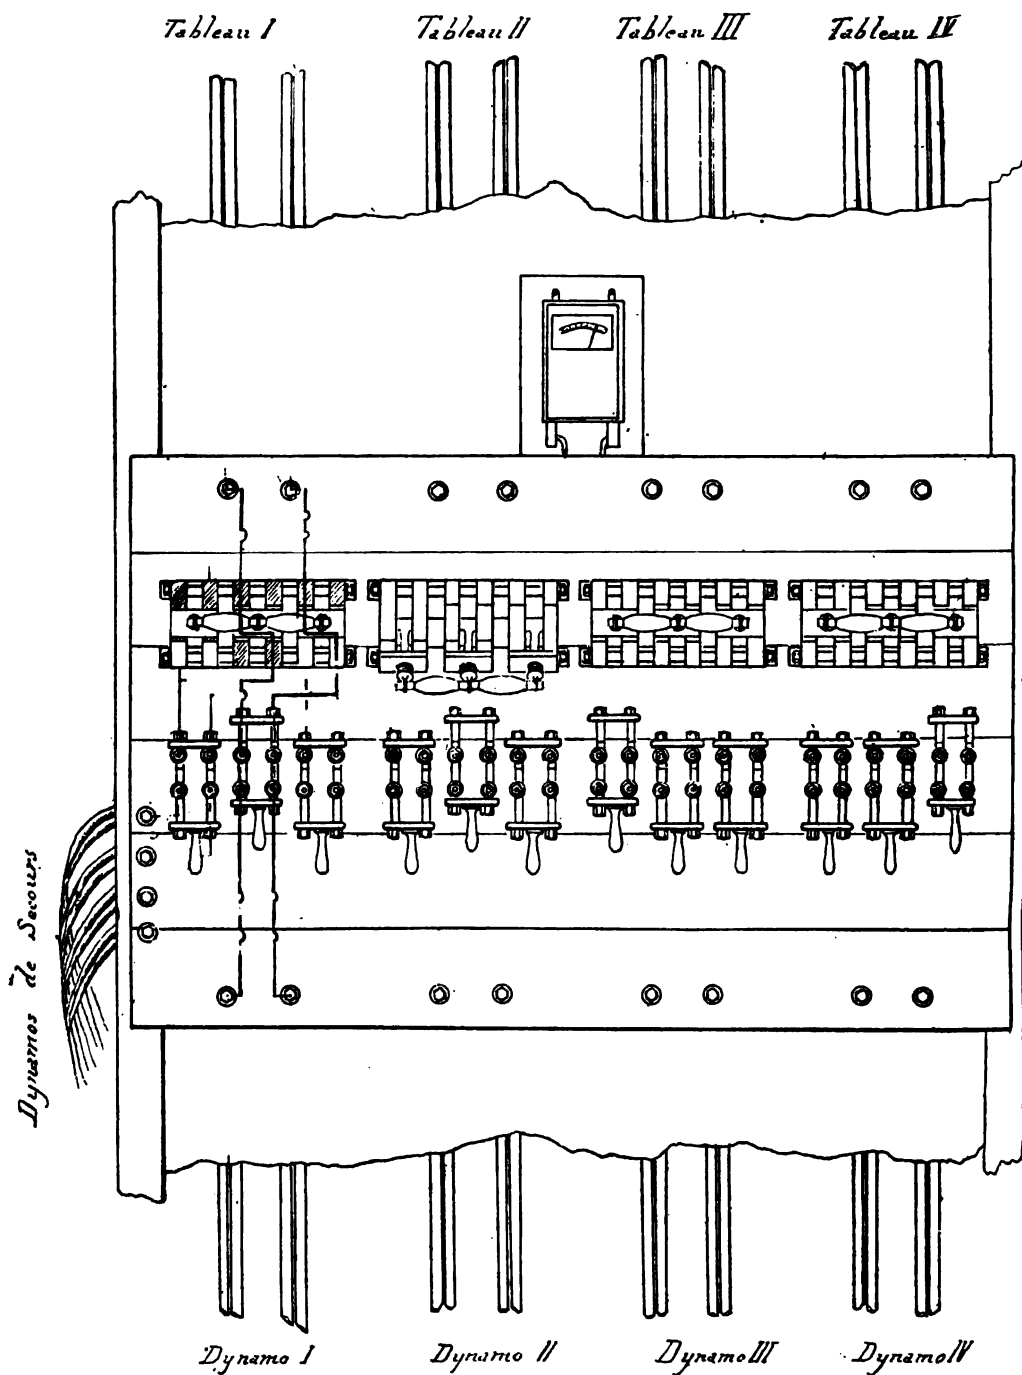 Tableau I
Tableau II
Tableau III
Tableau IV
Dynamos de Secours
Dynamo I
Dynamo II
Dynamo III
Dynamo IV